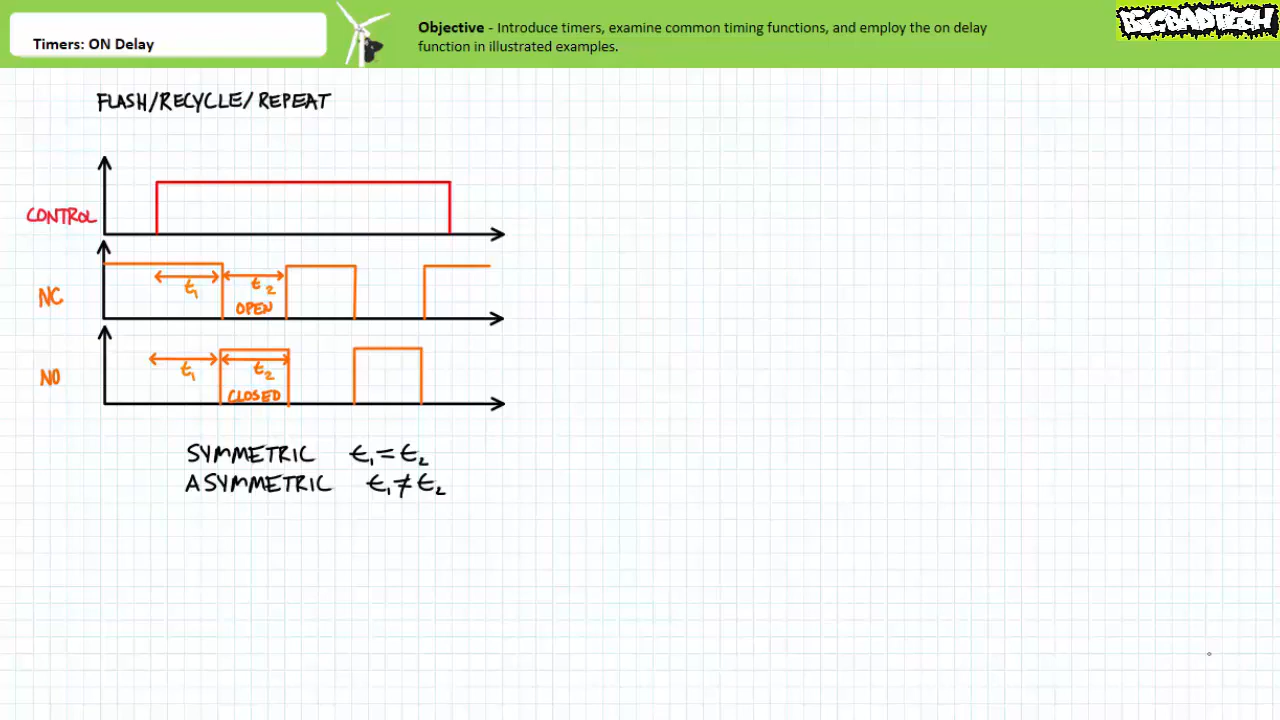 Timers: ON Delay
Objective - Introduce timers, examine common timing functions, and employ the on delay
function in illustrated examples.
BIGBADTECH
FLASH/RECYCLE/REPEAT
CONTROL
NC
t1
t2
OPEN
NO
t1
t2
CLOSED
SYMMETRIC t1 = t2
ASYMMETRIC t1 ≠ t2